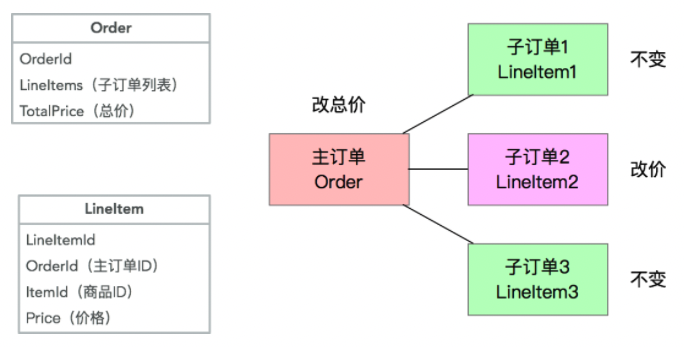 Order
OrderId
LineItems（子订单列表）
TotalPrice（总价）
LineItem
LineItemId
OrderId（主订单ID）
ItemId（商品ID）
Price（价格）
改总价
主订单
Order
子订单1
LineItem1
不变
子订单2
LineItem2
改价
子订单3
LineItem3
不变